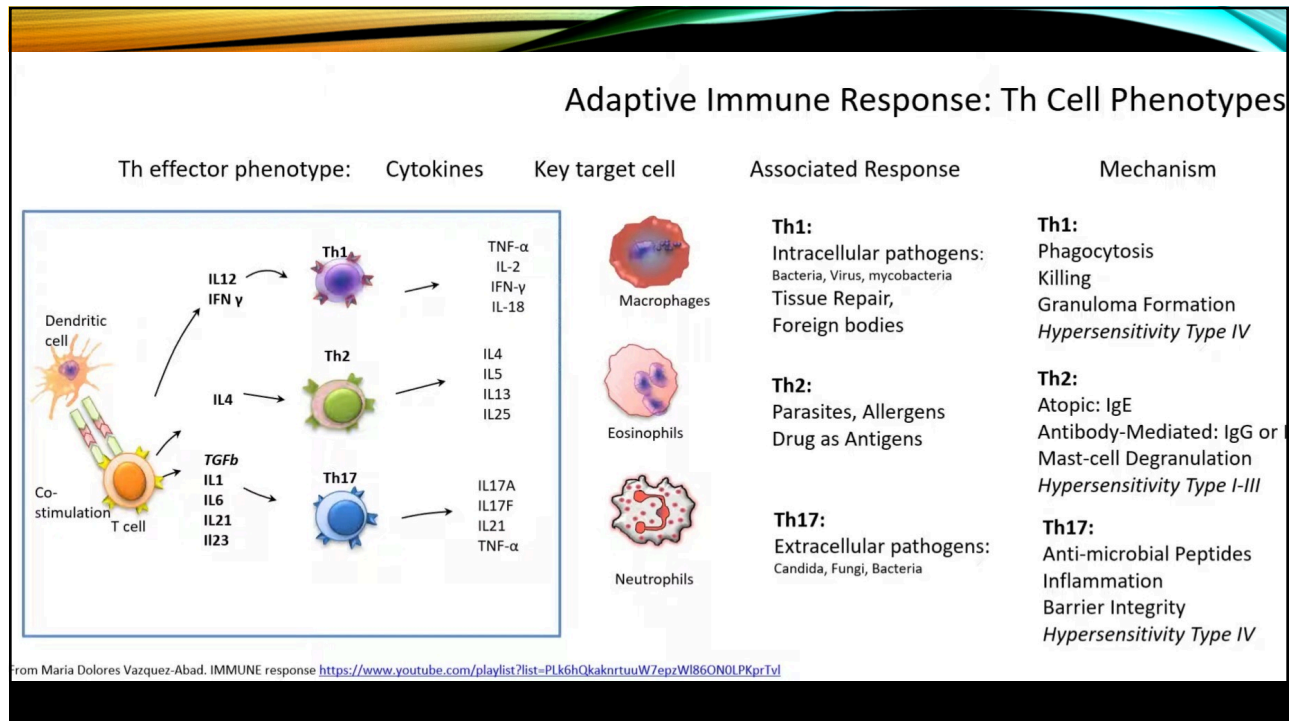 Adaptive Immune Response: Th Cell Phenotypes
Th effector phenotype:
Cytokines
Key target cell
Associated Response
Mechanism
Dendritic
cell
Co-
stimulation
T cell
IL12
IFN γ
Th1
TNF-α
IL-2
IFN-γ
IL-18
IL4
Th2
IL4
IL5
IL13
IL25
TGFb
IL1
IL6
IL21
Il23
Th17
IL17A
IL17F
IL21
TNF-α
Macrophages
Eosinophils
Neutrophils
Th1:
Intracellular pathogens:
Bacteria, Virus, mycobacteria
Tissue Repair,
Foreign bodies
Th2:
Parasites, Allergens
Drug as Antigens
Th17:
Extracellular pathogens:
Candida, Fungi, Bacteria
Th1:
Phagocytosis
Killing
Granuloma Formation
Hypersensitivity Type IV
Th2:
Atopic: IgE
Antibody-Mediated: IgG or
Mast-cell Degranulation
Hypersensitivity Type I-III
Th17:
Anti-microbial Peptides
Inflammation
Barrier Integrity
Hypersensitivity Type IV
From Maria Dolores Vazquez-Abad. IMMUNE response https://www.youtube.com/playlist?list=PLk6hQkaknrtuuW7epzWl86ON0LPKprTvl